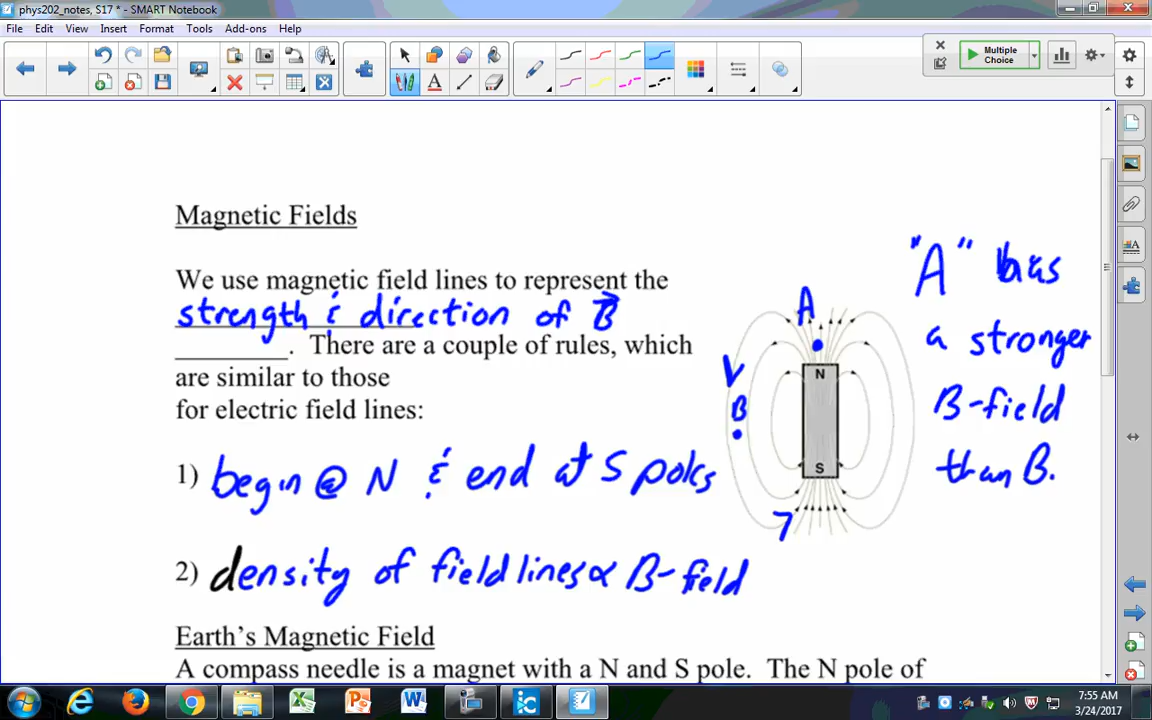 phys202_notes, S17 * - SMART Notebook
File Edit View Insert Format Tools Add-ons Help
Multiple
Choice
Magnetic Fields
We use magnetic field lines to represent the
strength & direction of B
________. There are a couple of rules, which
are similar to those
for electric field lines:
1) begin @ N & end at S poles
2) density of field lines ∝ B-field
A
B
N
S
"A" has
a stronger
B-field
than B.
Earth's Magnetic Field
A compass needle is a magnet with a N and S pole. The N pole of
7:55 AM
3/24/2017